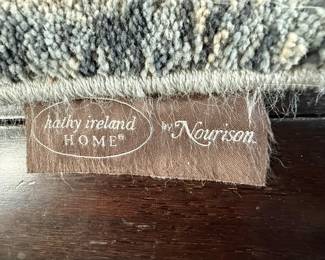 kathy ireland
HOME®
by Nourison